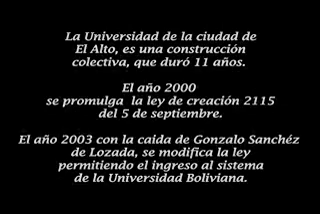 La Universidad de la ciudad de
El Alto, es una construcción
colectiva, que duró 11 años.
El año 2000
se promulga la ley de creación 2115
del 5 de septiembre.
El año 2003 con la caida de Gonzalo Sanchéz
de Lozada, se modifica la ley
permitiendo el ingreso al sistema
de la Universidad Boliviana.